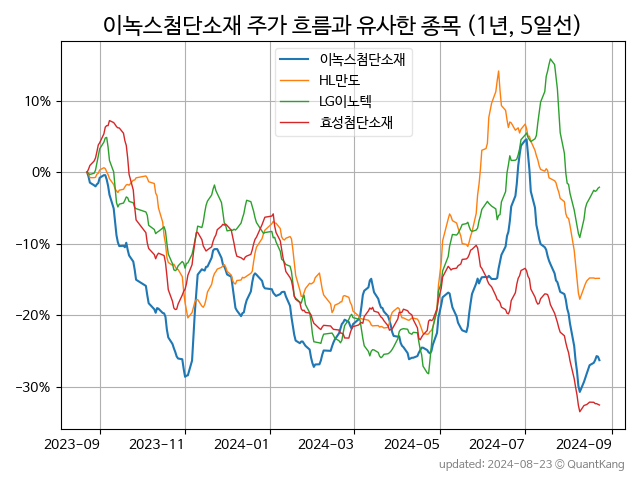 이녹스첨단소재 주가 흐름과 유사한 종목 (1년, 5일선)
이녹스첨단소재
HL만도
LG이노텍
효성첨단소재
10%
0%
−10%
−20%
−30%
2023-09 2023-11 2024-01 2024-03 2024-05 2024-07 2024-09
updated: 2024-08-23 © QuantKang